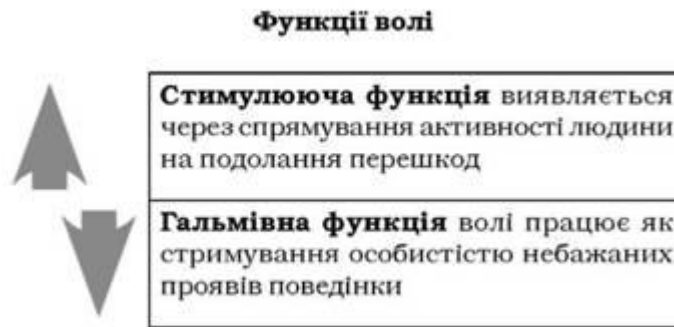 Функції волі
Стимулююча функція виявляється
через спрямування активності людини
на подолання перешкод
Гальмівна функція волі працює як
стримування особистістю небажаних
проявів поведінки